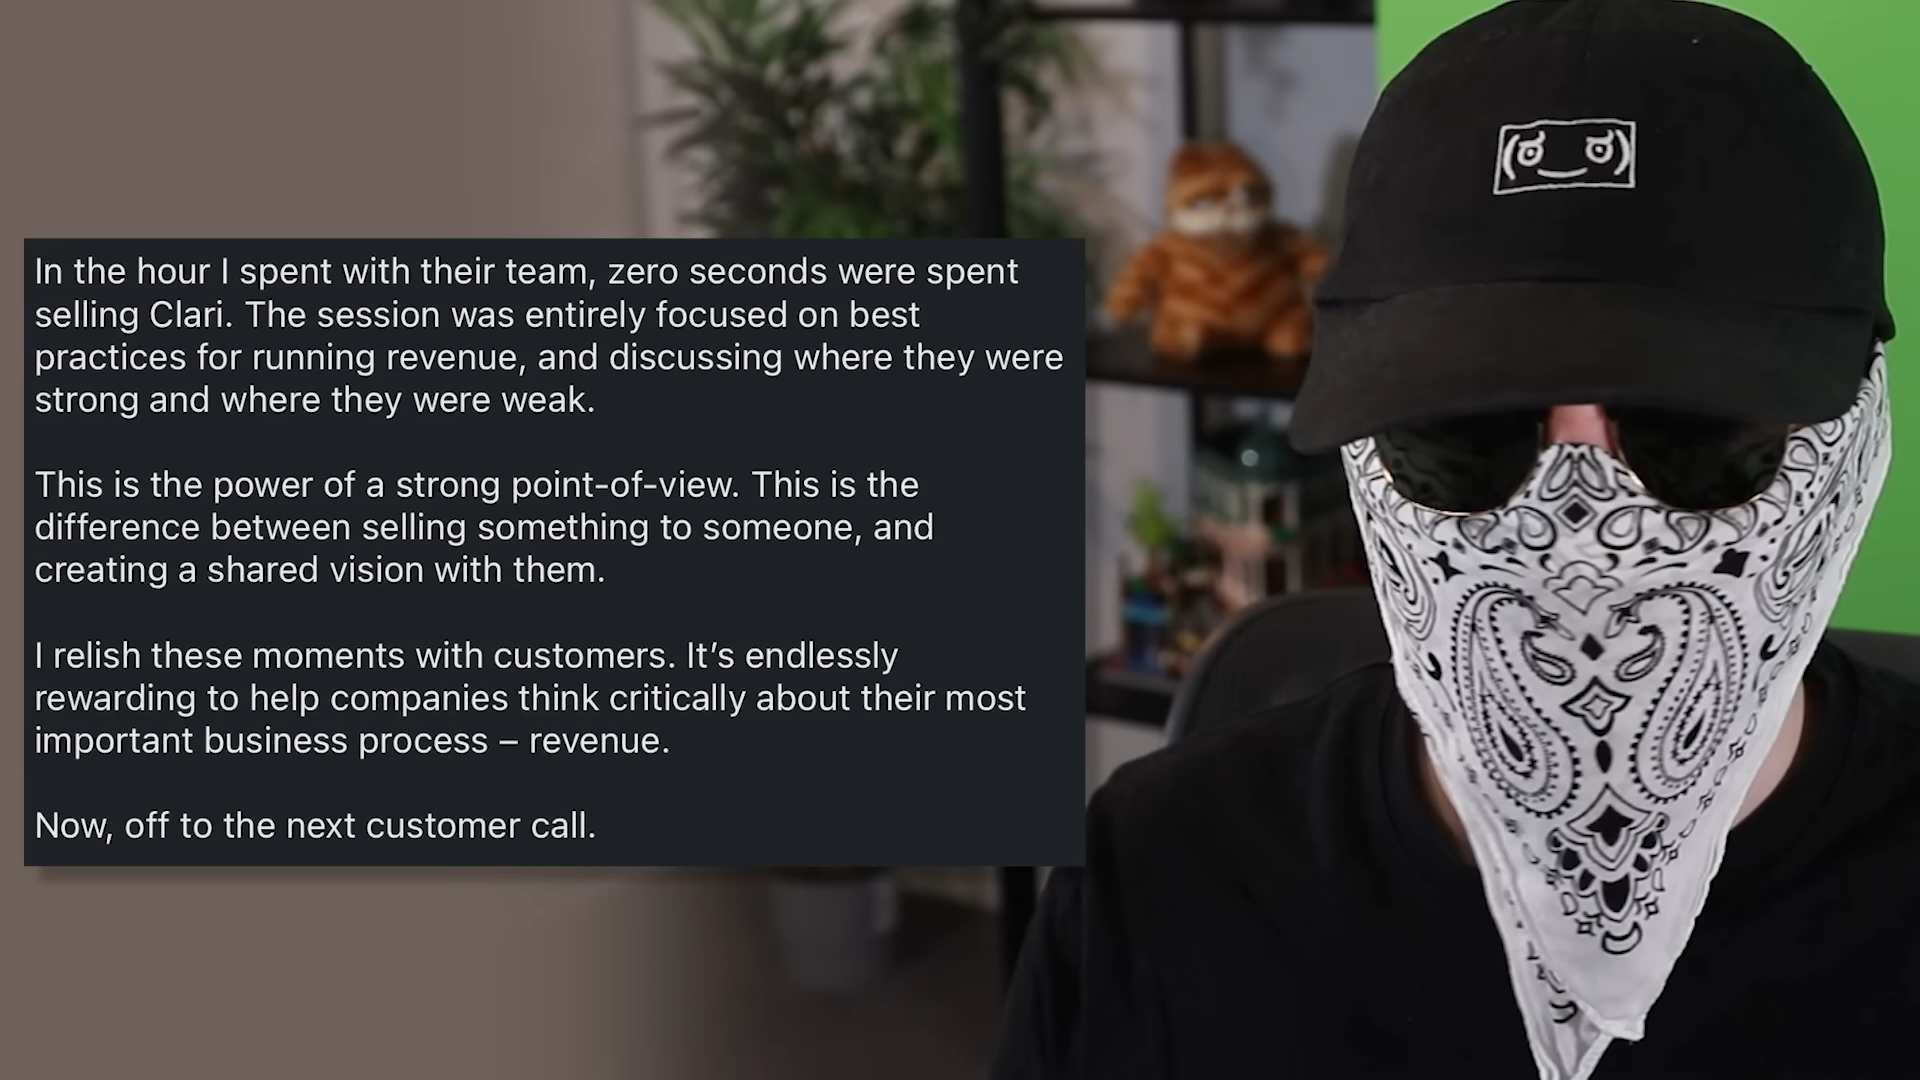 In the hour I spent with their team, zero seconds were spent
selling Clari. The session was entirely focused on best
practices for running revenue, and discussing where they were
strong and where they were weak.
This is the power of a strong point-of-view. This is the
difference between selling something to someone, and
creating a shared vision with them.
I relish these moments with customers. It’s endlessly
rewarding to help companies think critically about their most
important business process – revenue.
Now, off to the next customer call.